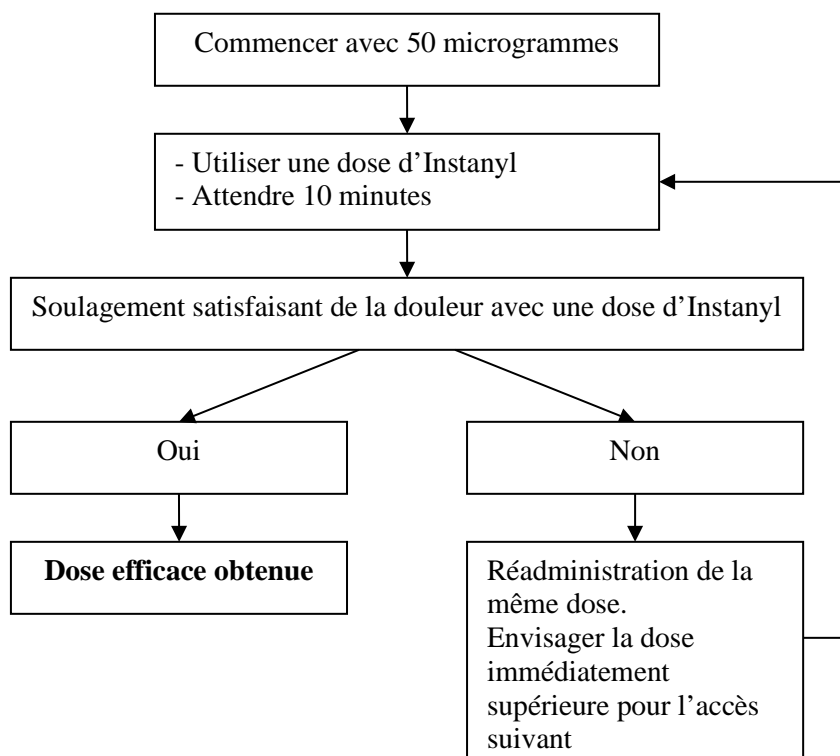 Commencer avec 50 microgrammes
- Utiliser une dose d’Instanyl
- Attendre 10 minutes
Soulagement satisfaisant de la douleur avec une dose d’Instanyl
Oui
Non
Dose efficace obtenue
Réadministration de la
même dose.
Envisager la dose
immédiatement
supérieure pour l’accès
suivant